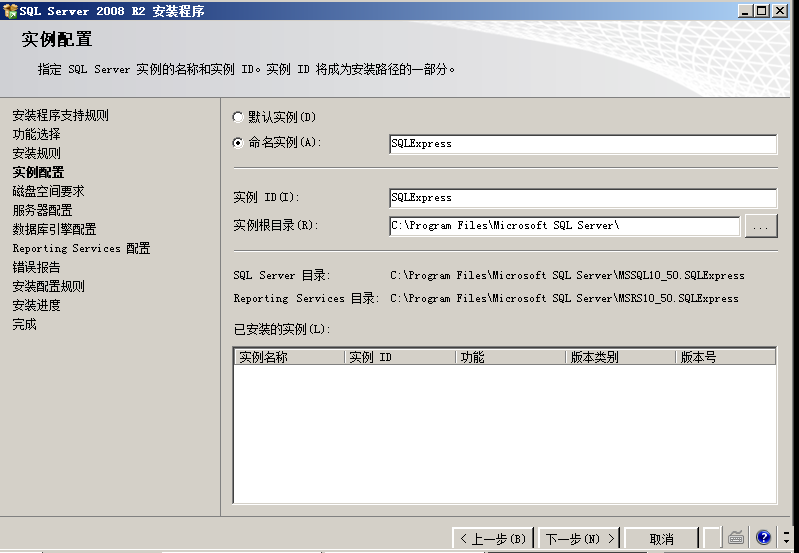 SQL Server 2008 R2 安装程序
实例配置
指定 SQL Server 实例的名称和实例 ID。实例 ID 将成为安装路径的一部分。
安装程序支持规则
功能选择
安装规则
实例配置
磁盘空间要求
服务器配置
数据库引擎配置
Reporting Services 配置
错误报告
安装配置规则
安装进度
完成
默认实例(D)
命名实例(A): SQLExpress
实例 ID(I): SQLExpress
实例根目录(R): C:\Program Files\Microsoft SQL Server\ ...
SQL Server 目录: C:\Program Files\Microsoft SQL Server\MSSQL10_50.SQLExpress
Reporting Services 目录: C:\Program Files\Microsoft SQL Server\MSRS10_50.SQLExpress
已安装的实例(L):
实例名称 实例 ID 功能 版本类别 版本号
< 上一步(B) 下一步(N) > 取消 ?